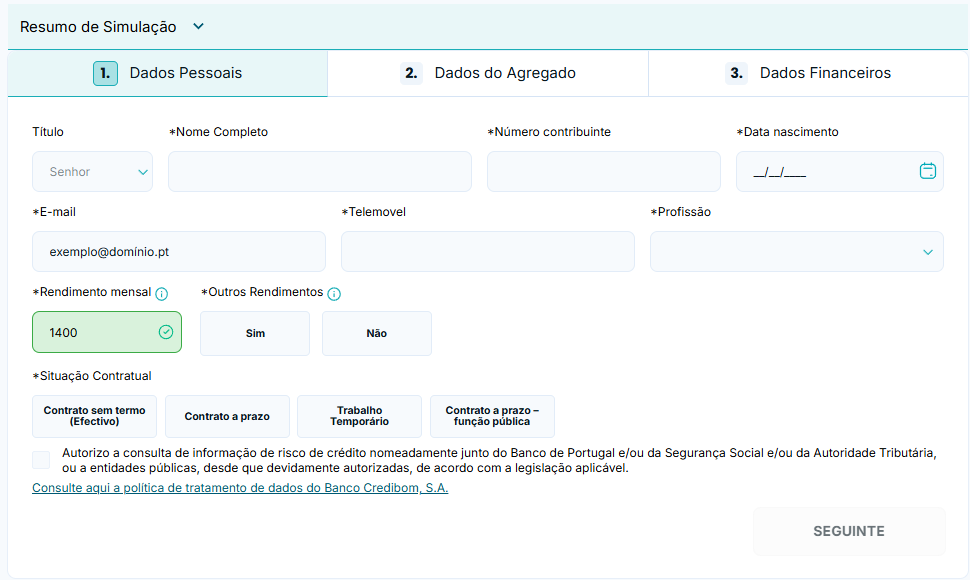 Resumo de Simulação
1. Dados Pessoais
2. Dados do Agregado
3. Dados Financeiros
Título
*Nome Completo
*Número contribuinte
*Data nascimento
Senhor
__/__/____
*E-mail
*Telemovel
*Profissão
exemplo@domínio.pt
*Rendimento mensal
*Outros Rendimentos
1400
Sim
Não
*Situação Contratual
Contrato sem termo
(Efectivo)
Contrato a prazo
Trabalho
Temporário
Contrato a prazo –
função pública
Autorizo a consulta de informação de risco de crédito nomeadamente junto do Banco de Portugal e/ou da Segurança Social e/ou da Autoridade Tributária,
ou a entidades públicas, desde que devidamente autorizadas, de acordo com a legislação aplicável.
Consulte aqui a política de tratamento de dados do Banco Credibom, S.A.
SEGUINTE